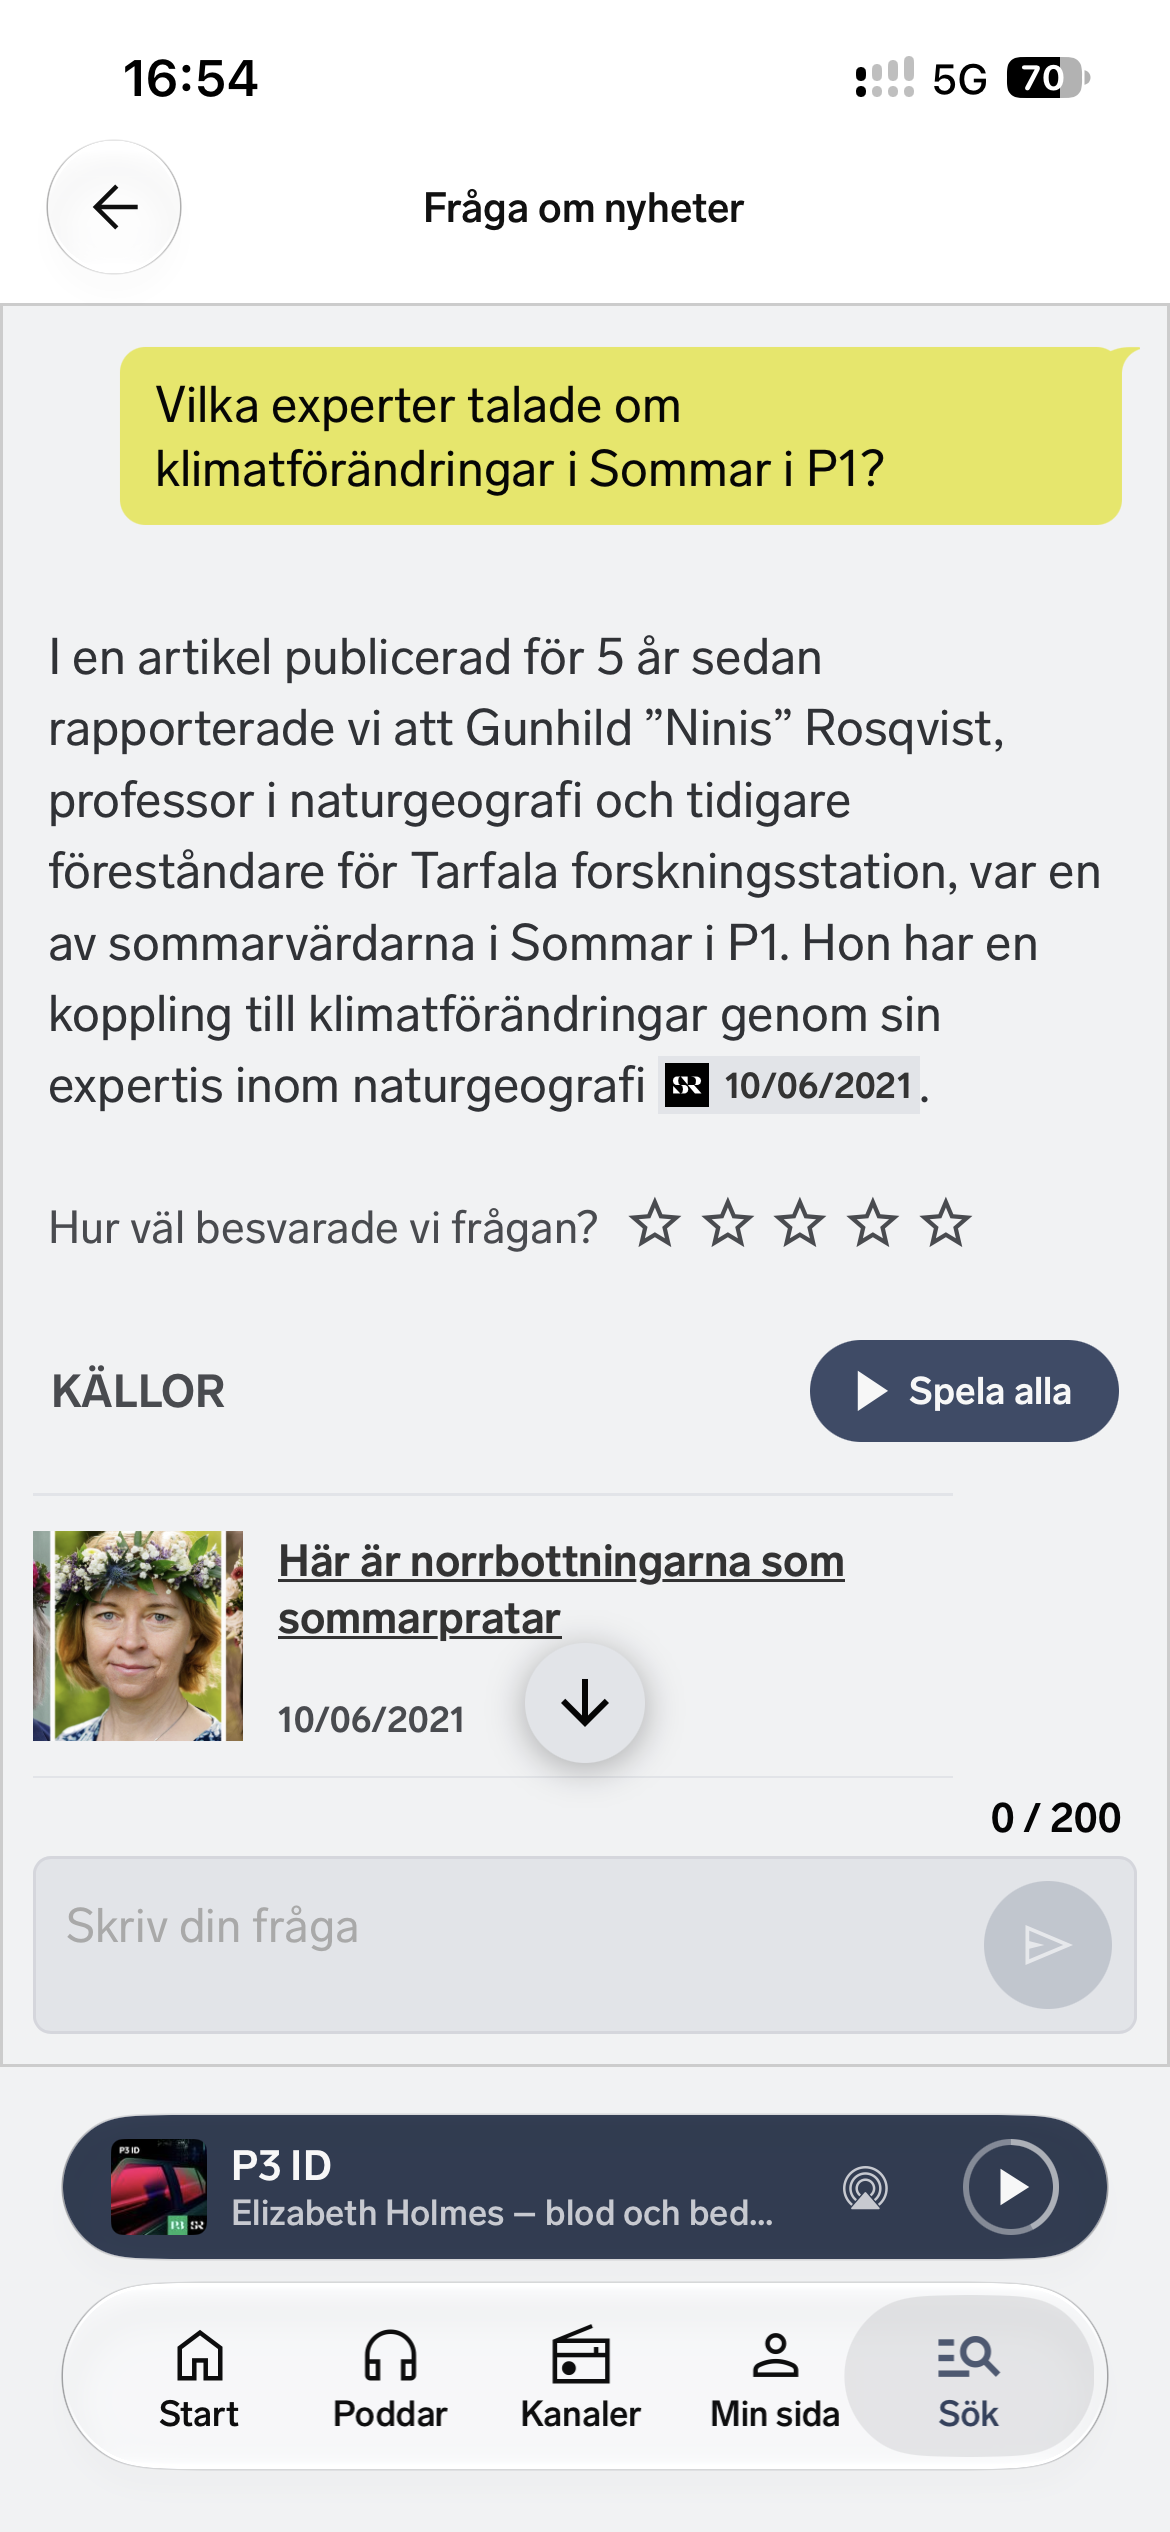 16:54
5G
70
Fråga om nyheter
Vilka experter talade om
klimatförändringar i Sommar i P1?
I en artikel publicerad för 5 år sedan
rapporterade vi att Gunhild ”Ninis” Rosqvist,
professor i naturgeografi och tidigare
föreståndare för Tarfala forskningsstation, var en
av sommarvärdarna i Sommar i P1. Hon har en
koppling till klimatförändringar genom sin
expertis inom naturgeografi SR 10/06/2021.
Hur väl besvarade vi frågan?
KÄLLOR
Spela alla
Här är norrbottningarna som
sommarpratar
10/06/2021
0 / 200
Skriv din fråga
P3 ID
P3 SR
P3 ID
Elizabeth Holmes – blod och bed...
Start
Poddar
Kanaler
Min sida
Sök